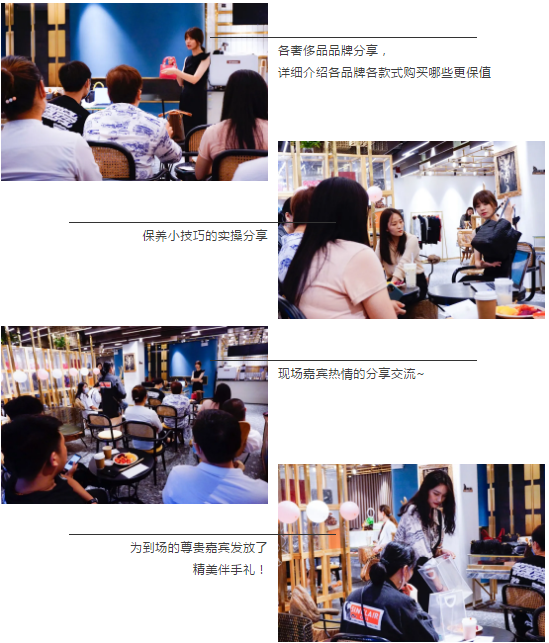 各奢侈品品牌分享，
详细介绍各品牌各款式购买哪些更保值
保养小技巧的实操分享
现场嘉宾热情的分享交流~
为到场的尊贵嘉宾发放了
精美伴手礼！
SINCLAIR